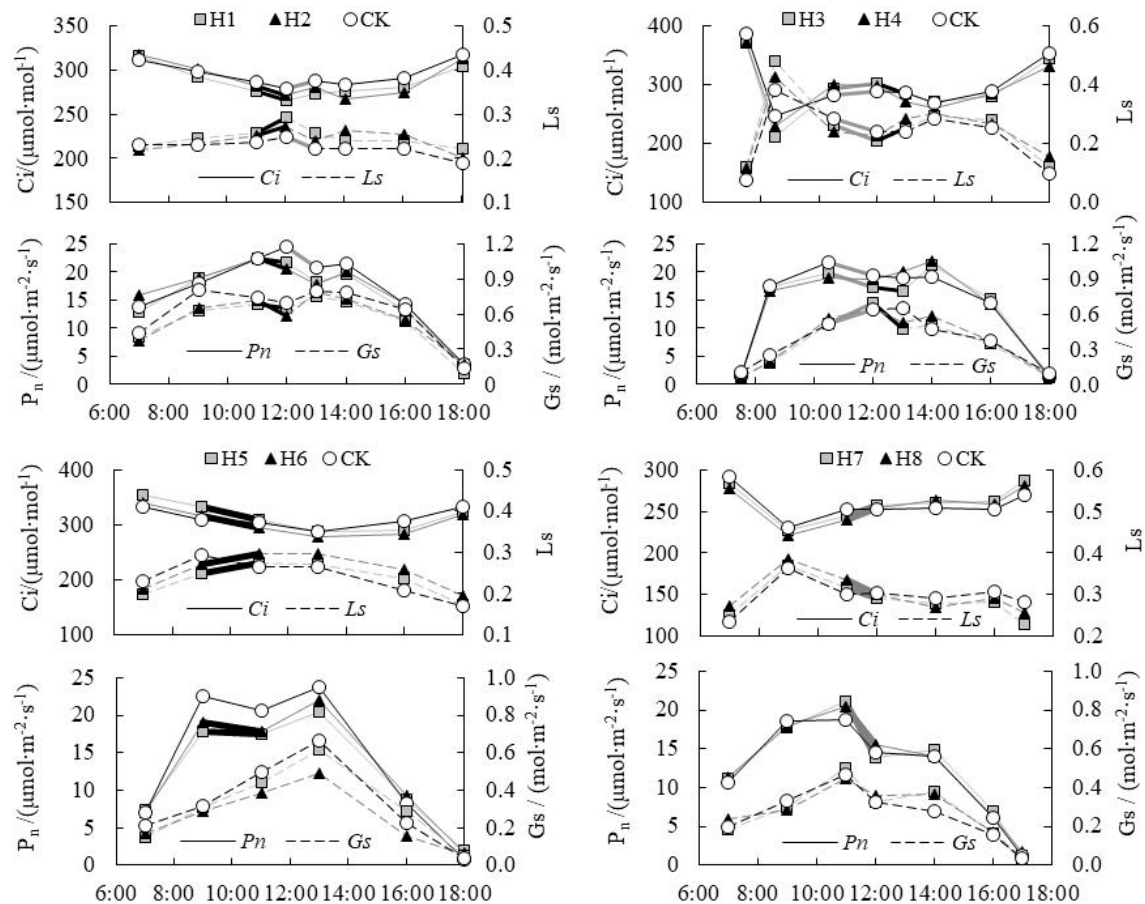 H1 H2 CK
350
300
250
200
150
Ci/(μmol·mol⁻¹)
0.5
0.4
0.3
0.2
0.1
Ls
Ci Ls
25
20
15
10
5
0
Pn /(μmol·m⁻²·s⁻¹)
1.2
0.9
0.6
0.3
0.0
Gs / (mol·m⁻²·s⁻¹)
Pn Gs
6:00 8:00 10:00 12:00 14:00 16:00 18:00
H3 H4 CK
400
300
200
100
Ci/(μmol·mol⁻¹)
0.6
0.4
0.2
0.0
Ls
Ci Ls
25
20
15
10
5
0
Pn /(μmol·m⁻²·s⁻¹)
1.2
0.9
0.6
0.3
0.0
Gs / (mol·m⁻²·s⁻¹)
Pn Gs
6:00 8:00 10:00 12:00 14:00 16:00 18:00
H5 H6 CK
400
300
200
100
Ci/(μmol·mol⁻¹)
0.5
0.4
0.3
0.2
0.1
Ls
Ci Ls
25
20
15
10
5
0
Pn /(μmol·m⁻²·s⁻¹)
1.0
0.8
0.6
0.4
0.2
0.0
Gs / (mol·m⁻²·s⁻¹)
Pn Gs
6:00 8:00 10:00 12:00 14:00 16:00 18:00
H7 H8 CK
300
250
200
150
100
Ci/(μmol·mol⁻¹)
0.6
0.5
0.4
0.3
0.2
Ls
Ci Ls
25
20
15
10
5
0
Pn /(μmol·m⁻²·s⁻¹)
1.0
0.8
0.6
0.4
0.2
0.0
Gs / (mol·m⁻²·s⁻¹)
Pn Gs
6:00 8:00 10:00 12:00 14:00 16:00 18:00